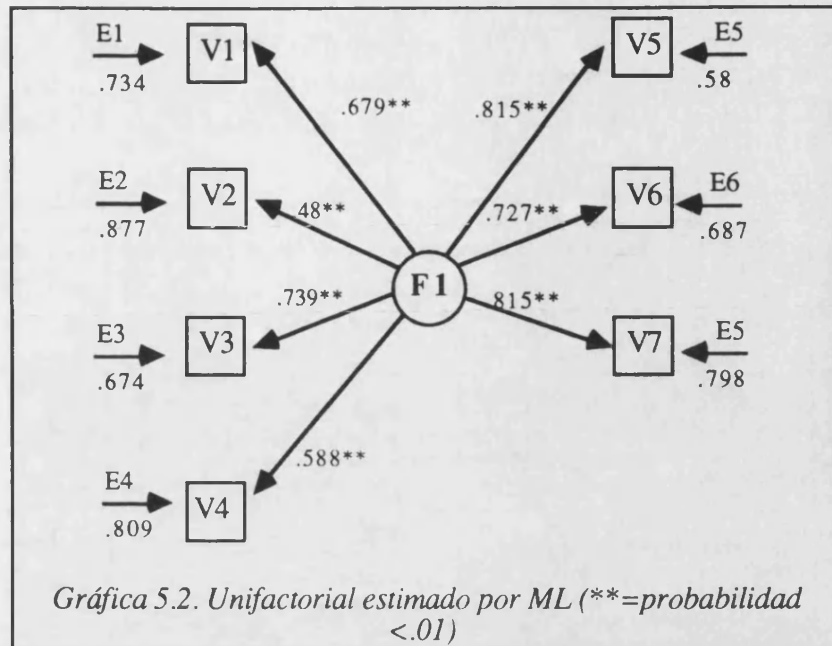 E1
V1
.734
.679**
V5
E5
.58
.815**
E2
V2
.877
48**
V6
E6
.687
.727**
F1
E3
V3
.674
.739**
815**
V7
E5
.798
E4
V4
.809
.588**
Gráfica 5.2. Unifactorial estimado por ML (**=probabilidad
<.01)